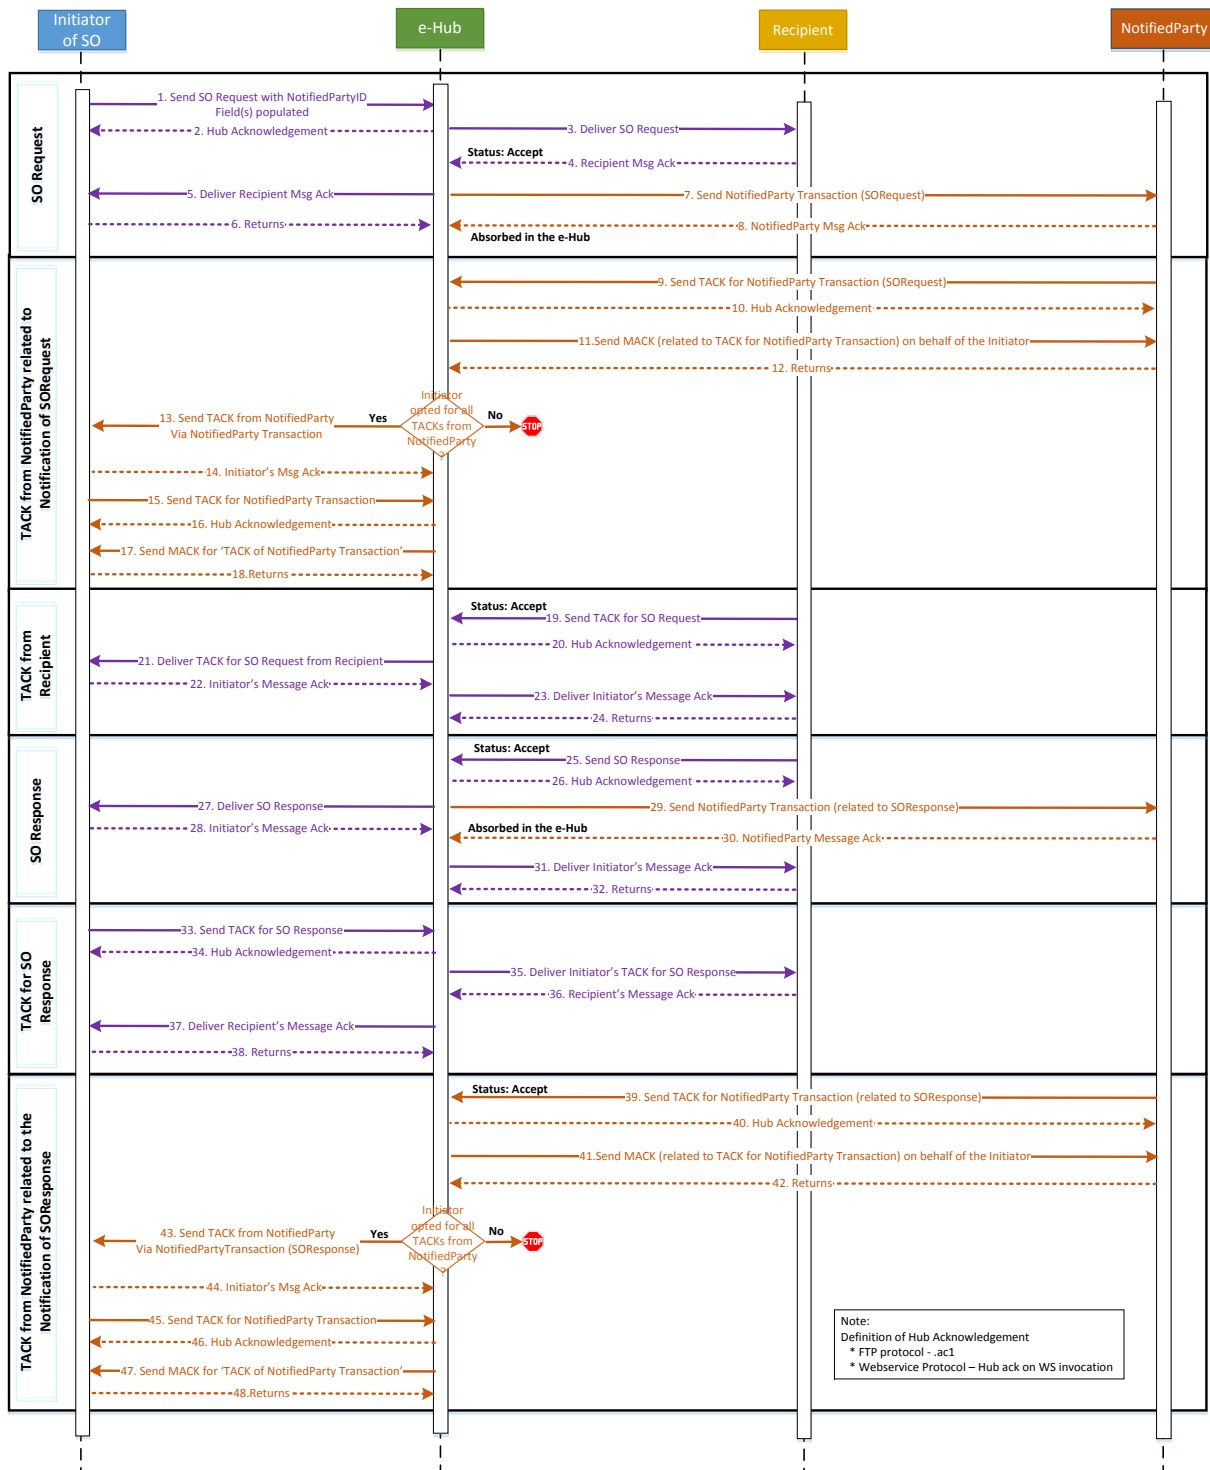 Initiator
of SO
e-Hub
Recipient
NotifiedParty
SO Request
1. Send SO Request with NotifiedPartyID
Field(s) populated
2. Hub Acknowledgement
3. Deliver SO Request
Status: Accept
4. Recipient Msg Ack
5. Deliver Recipient Msg Ack
7. Send NotifiedParty Transaction (SORequest)
6. Returns
8. NotifiedParty Msg Ack
Absorbed in the e-Hub
TACK from NotifiedParty related to
Notification of SORequest
9. Send TACK for NotifiedParty Transaction (SORequest)
10. Hub Acknowledgement
11.Send MACK (related to TACK for NotifiedParty Transaction) on behalf of the Initiator
12. Returns
Initiator
opted for all
TACKs from
NotifiedParty
?
Yes
No
STOP
13. Send TACK from NotifiedParty
Via NotifiedParty Transaction
14. Initiator's Msg Ack
15. Send TACK for NotifiedParty Transaction
16. Hub Acknowledgement
17. Send MACK for 'TACK of NotifiedParty Transaction'
18.Returns
TACK from
Recipient
Status: Accept
19. Send TACK for SO Request
20. Hub Acknowledgement
21. Deliver TACK for SO Request from Recipient
22. Initiator's Message Ack
23. Deliver Initiator's Message Ack
24. Returns
SO Response
Status: Accept
25. Send SO Response
26. Hub Acknowledgement
27. Deliver SO Response
29. Send NotifiedParty Transaction (related to SOResponse)
28. Initiator's Message Ack
Absorbed in the e-Hub
30. NotifiedParty Message Ack
31. Deliver Initiator's Message Ack
32. Returns
TACK for SO
Response
33. Send TACK for SO Response
34. Hub Acknowledgement
35. Deliver Initiator's TACK for SO Response
36. Recipient's Message Ack
37. Deliver Recipient's Message Ack
38. Returns
TACK from NotifiedParty related to the
Notification of SOResponse
Status: Accept
39. Send TACK for NotifiedParty Transaction (related to SOResponse)
40. Hub Acknowledgement
41.Send MACK (related to TACK for NotifiedParty Transaction) on behalf of the Initiator
42. Returns
Initiator
opted for all
TACKs from
NotifiedParty
?
Yes
No
STOP
43. Send TACK from NotifiedParty
Via NotifiedPartyTransaction (SOResponse)
44. Initiator's Msg Ack
45. Send TACK for NotifiedParty Transaction
46. Hub Acknowledgement
47. Send MACK for 'TACK of NotifiedParty Transaction'
48.Returns
Note:
Definition of Hub Acknowledgement
* FTP protocol - .ac1
* Webservice Protocol – Hub ack on WS invocation